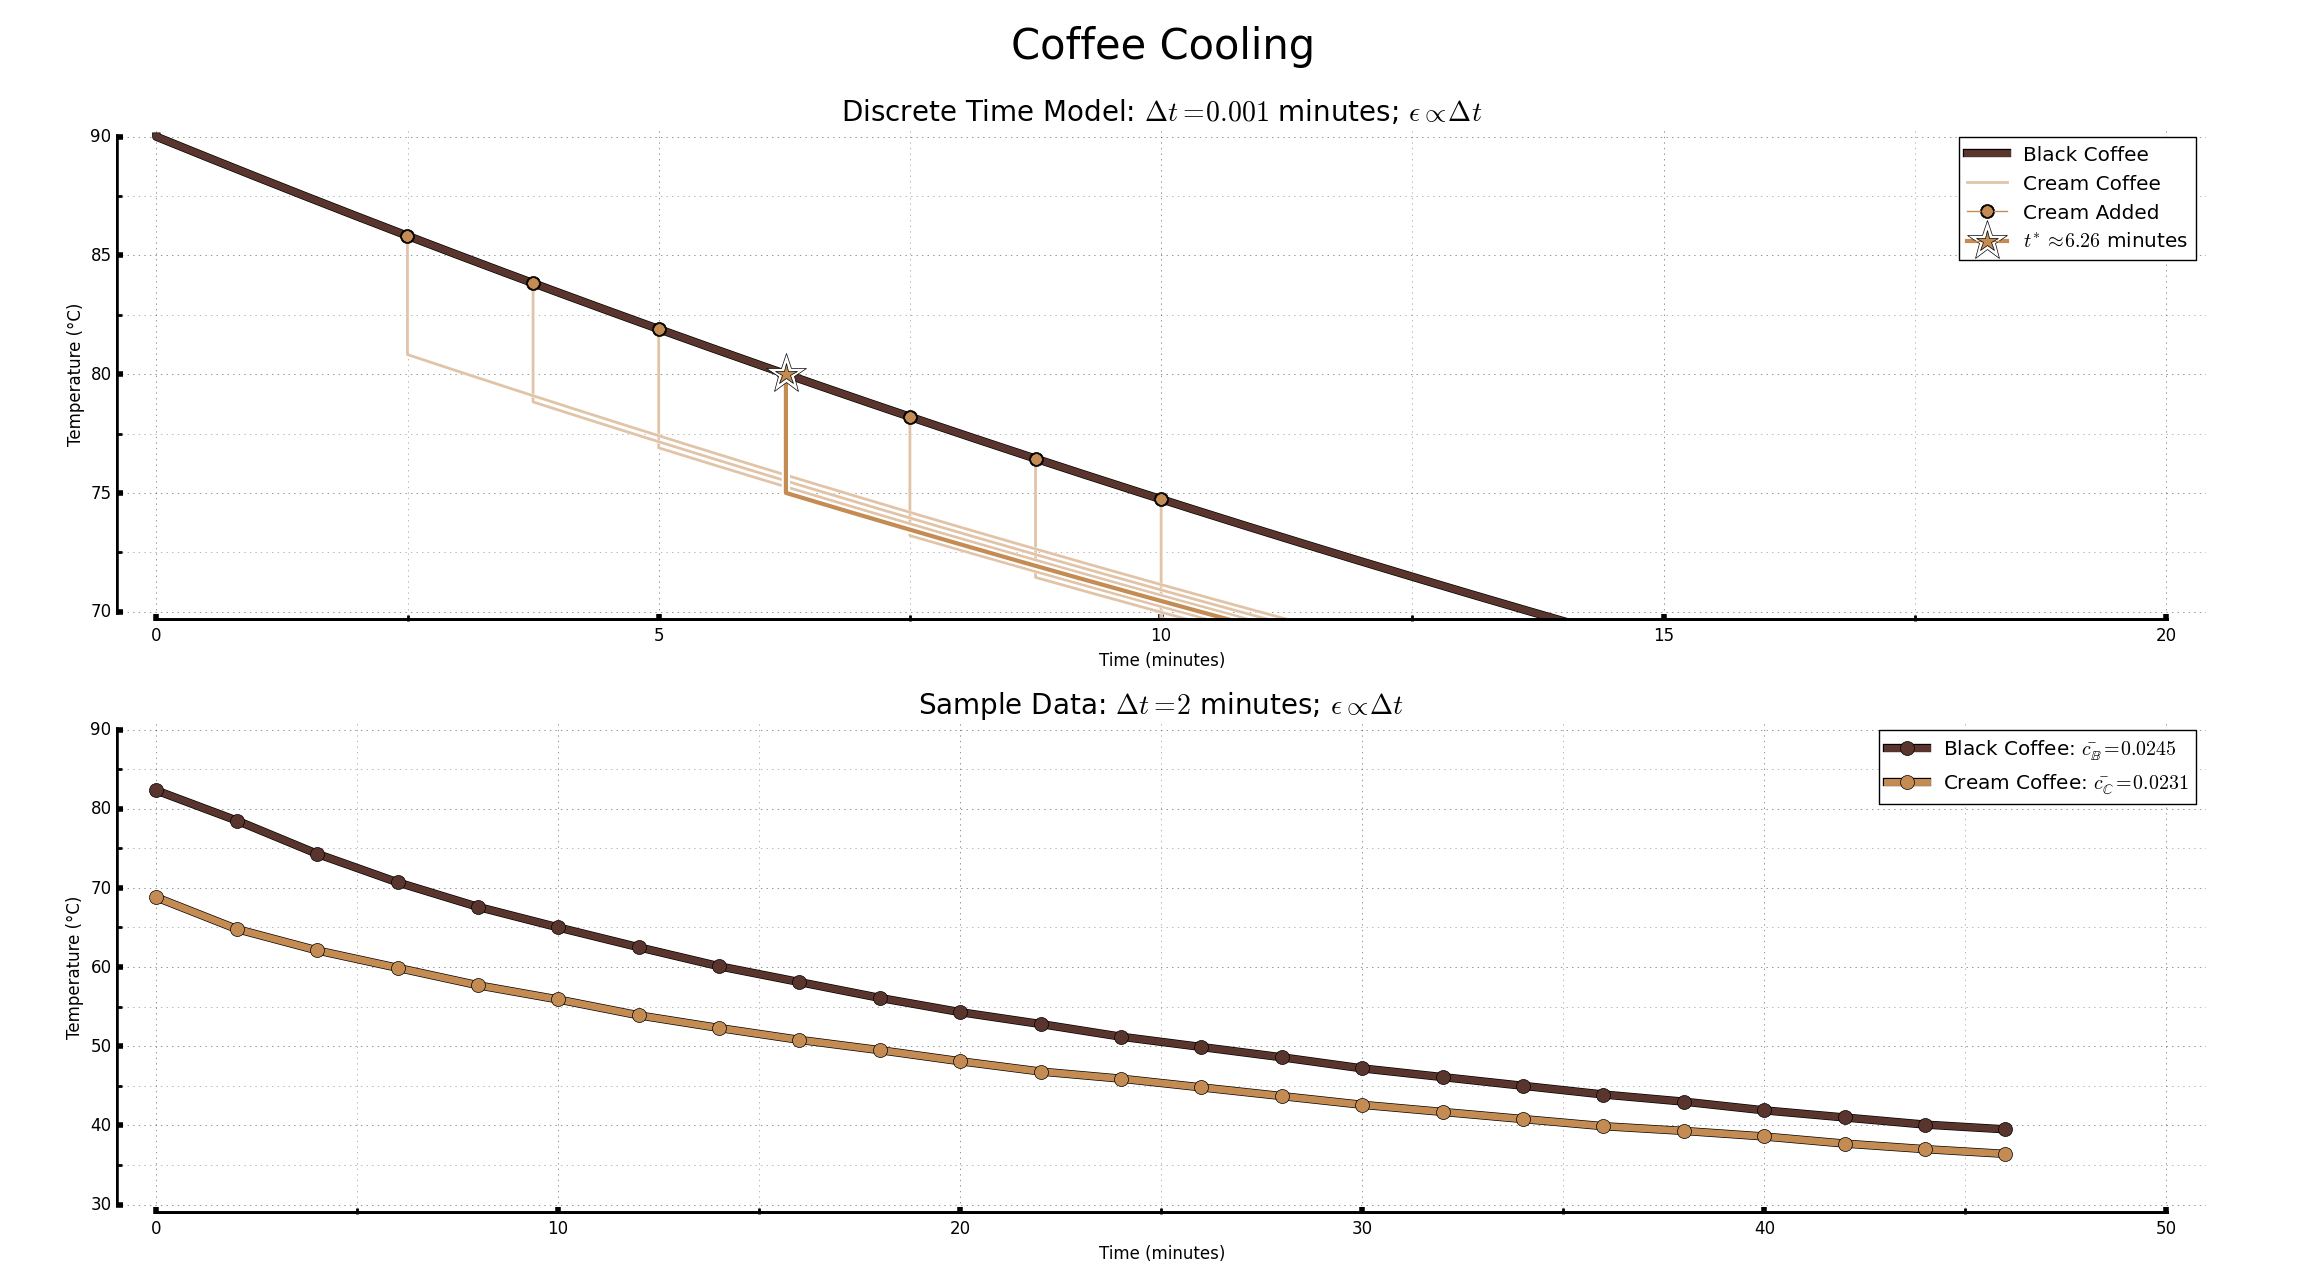 Coffee Cooling
Discrete Time Model: Δt=0.001 minutes; ϵ∝Δt
90
85
80
75
70
Temperature (°C)
Black Coffee
Cream Coffee
Cream Added
t* ≈6.26 minutes
0 5 10 15 20
Time (minutes)
Sample Data: Δt=2 minutes; ϵ∝Δt
90
80
70
60
50
40
30
Temperature (°C)
Black Coffee: c̄_𝔹=0.0245
Cream Coffee: c̄_ℂ=0.0231
0 10 20 30 40 50
Time (minutes)